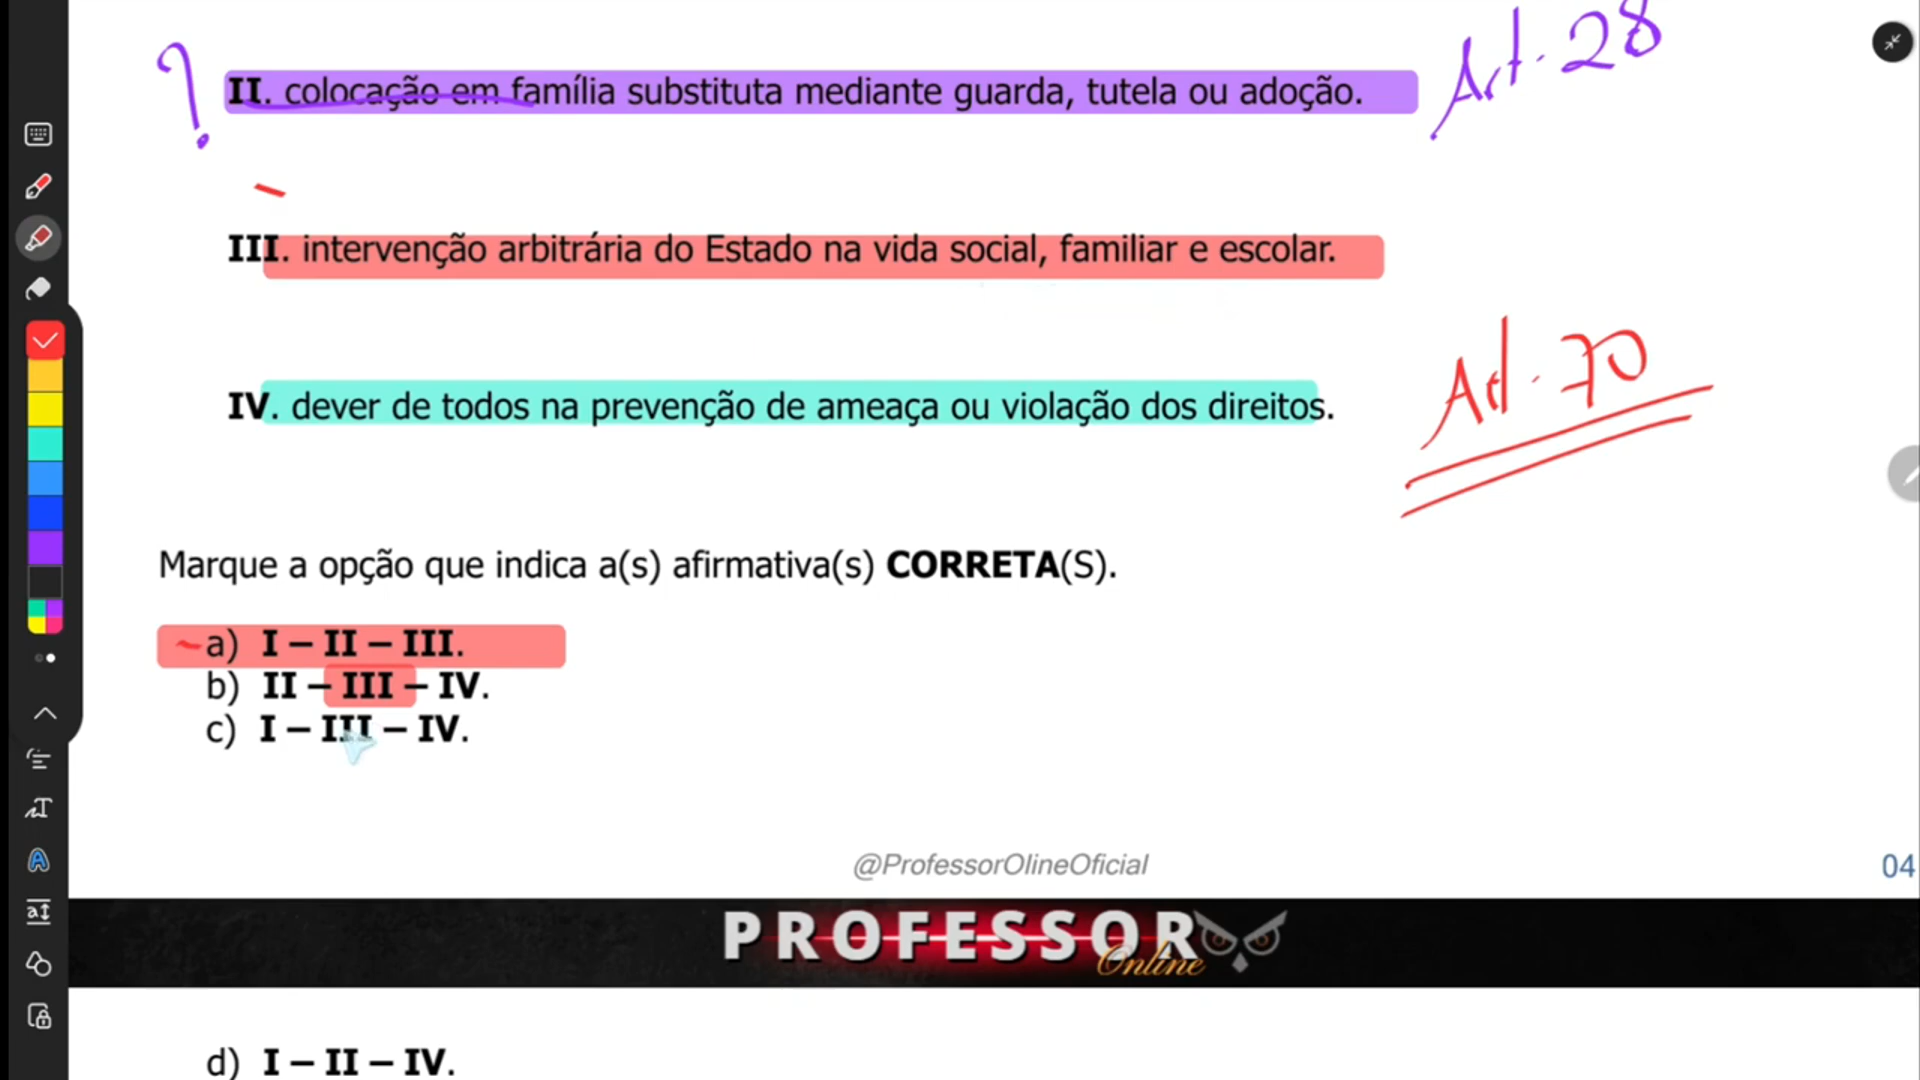 Art. 28
II. colocação em família substituta mediante guarda, tutela ou adoção.
III. intervenção arbitrária do Estado na vida social, familiar e escolar.
Art. 70
IV. dever de todos na prevenção de ameaça ou violação dos direitos.
Marque a opção que indica a(s) afirmativa(s) CORRETA(S).
a) I – II – III.
b) II – III – IV.
c) I – III – IV.
@ProfessorOlineOficial
04
PROFESSOR
Online
d) I – II – IV.